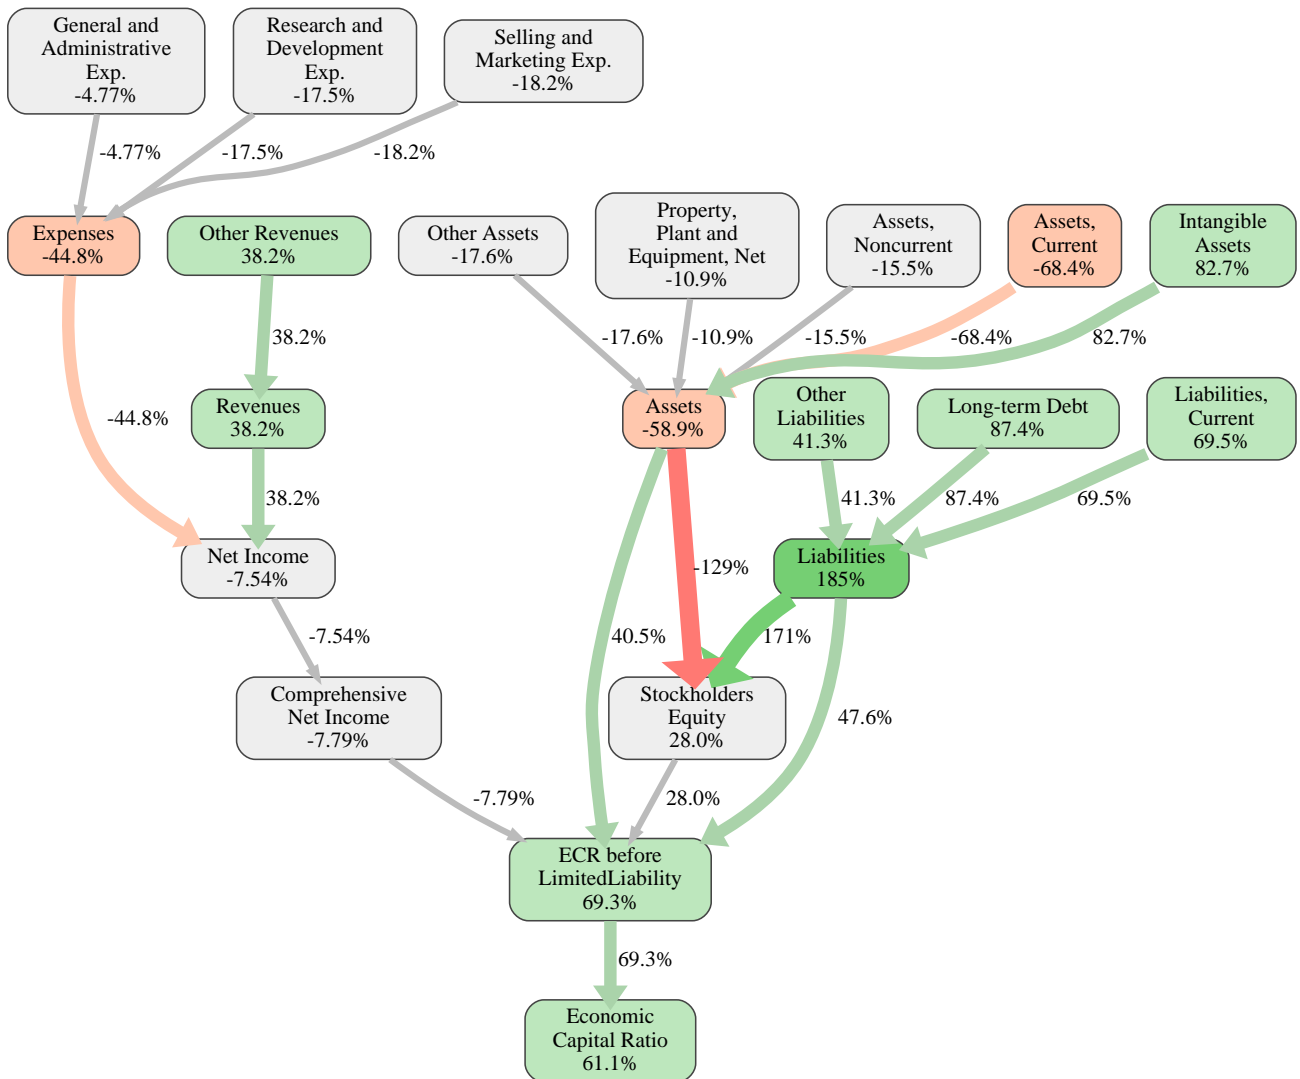 General and
Administrative
Exp.
-4.77%
Research and
Development
Exp.
-17.5%
Selling and
Marketing Exp.
-18.2%
-4.77%
-17.5%
-18.2%
Expenses
-44.8%
Other Revenues
38.2%
Other Assets
-17.6%
Property,
Plant and
Equipment, Net
-10.9%
Assets,
Noncurrent
-15.5%
Assets,
Current
-68.4%
Intangible
Assets
82.7%
38.2%
-17.6%
-10.9%
-15.5%
-68.4%
82.7%
-44.8%
Revenues
38.2%
Assets
-58.9%
Other
Liabilities
41.3%
Long-term Debt
87.4%
Liabilities,
Current
69.5%
38.2%
41.3%
87.4%
69.5%
Net Income
-7.54%
-129%
Liabilities
185%
-7.54%
40.5%
171%
Comprehensive
Net Income
-7.79%
Stockholders
Equity
28.0%
47.6%
-7.79%
28.0%
ECR before
LimitedLiability
69.3%
69.3%
Economic
Capital Ratio
61.1%